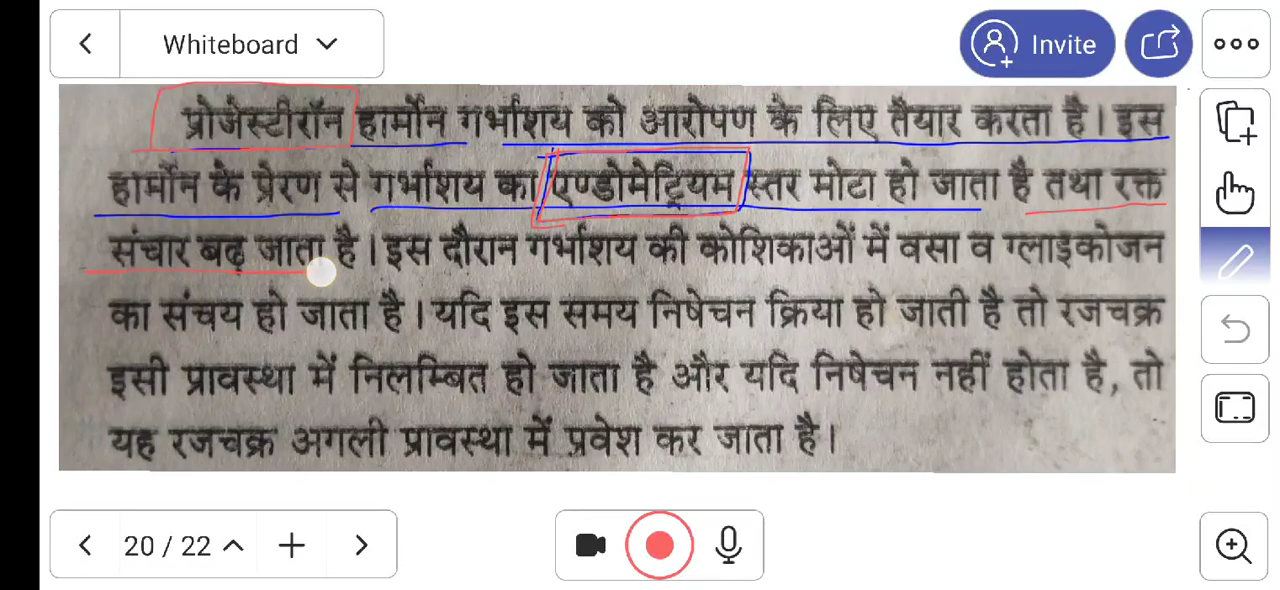 Whiteboard
Invite
प्रोजेस्टीरॉन हार्मोन गर्भाशय को आरोपण के लिए तैयार करता है। इस
हार्मोन के प्रेरण से गर्भाशय का एण्डोमेट्रियम स्तर मोटा हो जाता है तथा रक्त
संचार बढ़ जाता है। इस दौरान गर्भाशय की कोशिकाओं में वसा व ग्लाइकोजन
का संचय हो जाता है। यदि इस समय निषेचन क्रिया हो जाती है तो रजचक्र
इसी प्रावस्था में निलम्बित हो जाता है और यदि निषेचन नहीं होता है, तो
यह रजचक्र अगली प्रावस्था में प्रवेश कर जाता है।
20 / 22